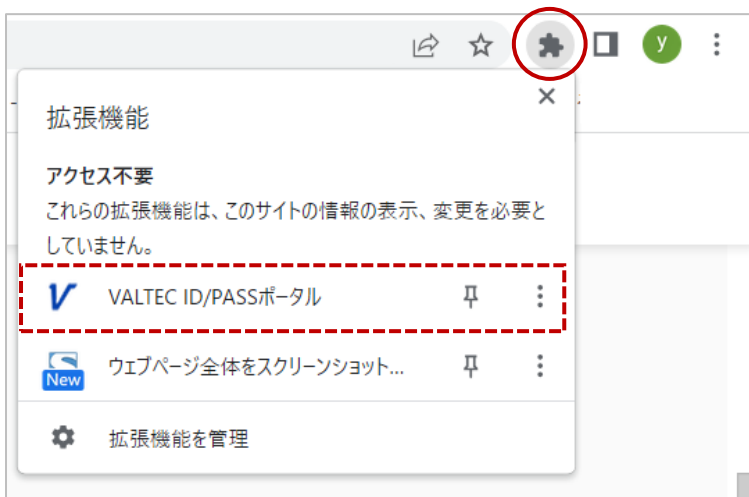 y
拡張機能
アクセス不要
これらの拡張機能は、このサイトの情報の表示、変更を必要と
していません。
V VALTEC ID/PASSポータル
New ウェブページ全体をスクリーンショット...
拡張機能を管理